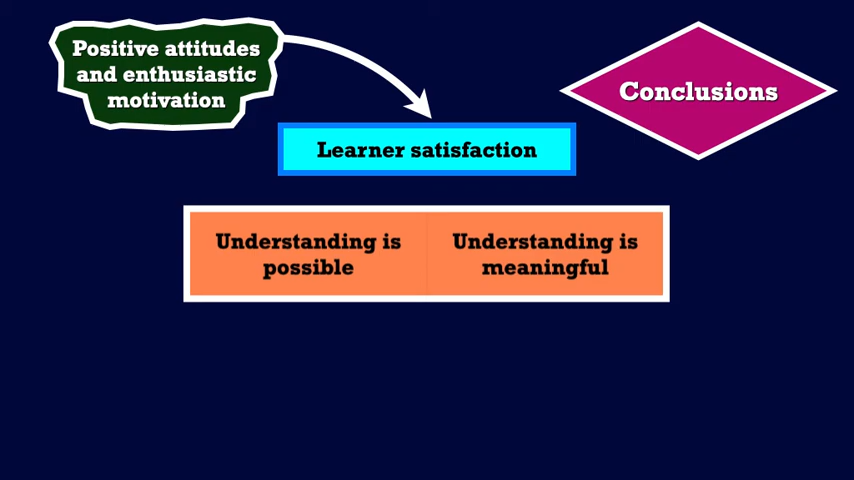 Positive attitudes
and enthusiastic
motivation
Conclusions
Learner satisfaction
Understanding is
possible
Understanding is
meaningful